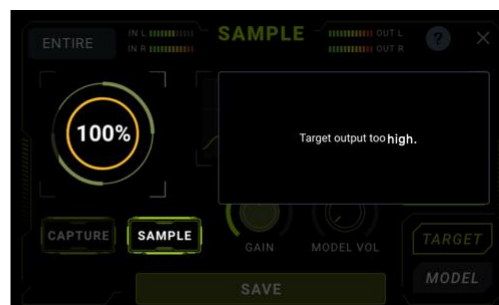 ENTIRE
IN L
IN R
SAMPLE
OUT L
OUT R
?
×
100%
Target output too high.
CAPTURE
SAMPLE
GAIN
MODEL VOL
TARGET
SAVE
MODEL